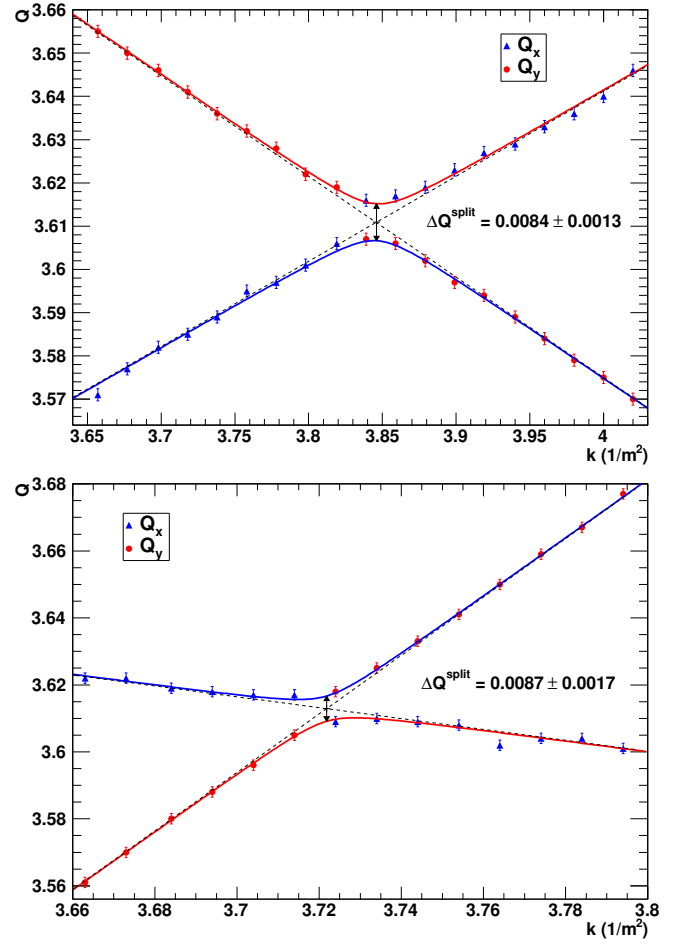 Q
3.66
3.65
3.64
3.63
3.62
3.61
3.6
3.59
3.58
3.57
Qx
Qy
ΔQ^split = 0.0084 ± 0.0013
3.65 3.7 3.75 3.8 3.85 3.9 3.95 4
k (1/m²)
Q
3.68
3.66
3.64
3.62
3.6
3.58
3.56
Qx
Qy
ΔQ^split = 0.0087 ± 0.0017
3.66 3.68 3.7 3.72 3.74 3.76 3.78 3.8
k (1/m²)